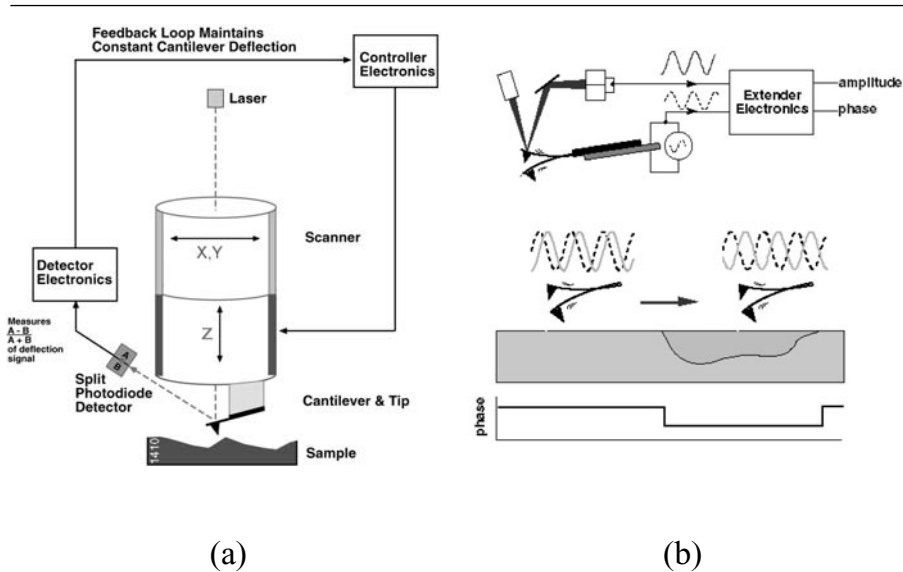 Feedback Loop Maintains
Constant Cantilever Deflection
Controller
Electronics
Laser
Scanner
X,Y
Z
Detector
Electronics
Measures
A - B
A + B
of deflection
signal
A
B
Split
Photodiode
Detector
Cantilever & Tip
1410
Sample
(a)
Extender
Electronics
amplitude
phase
phase
(b)